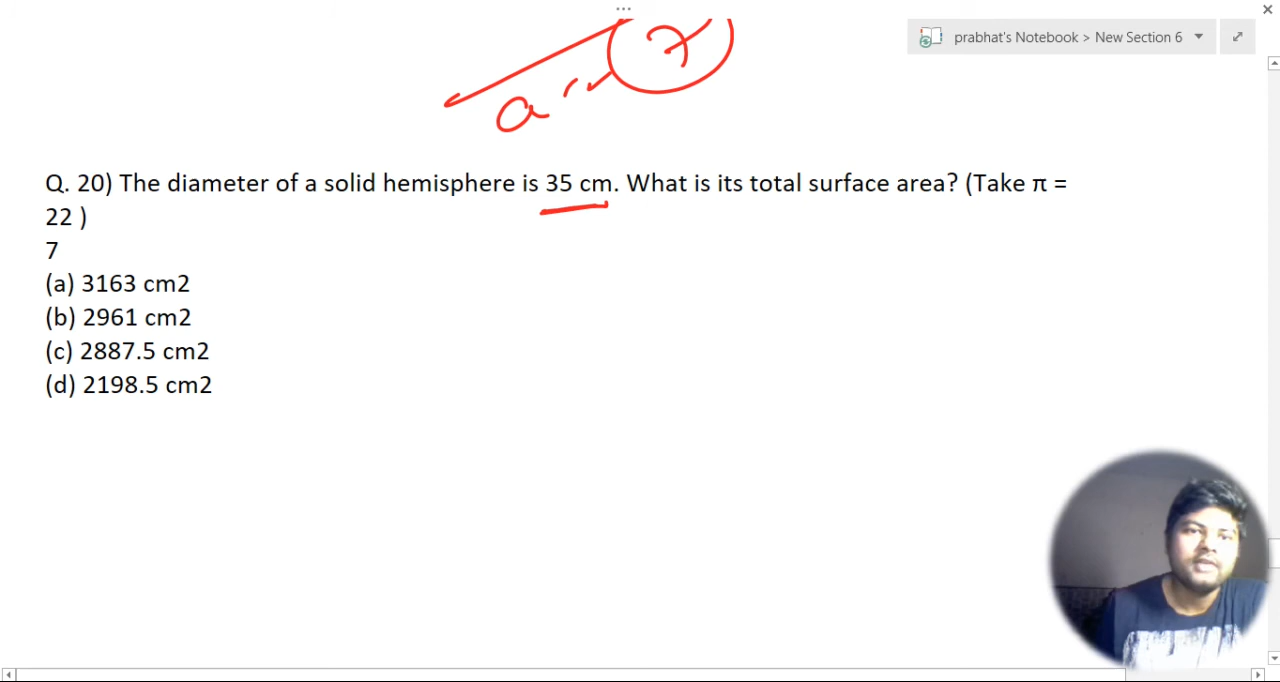 prabhat's Notebook > New Section 6
a
Q. 20) The diameter of a solid hemisphere is 35 cm. What is its total surface area? (Take π =
22 )
7
(a) 3163 cm2
(b) 2961 cm2
(c) 2887.5 cm2
(d) 2198.5 cm2